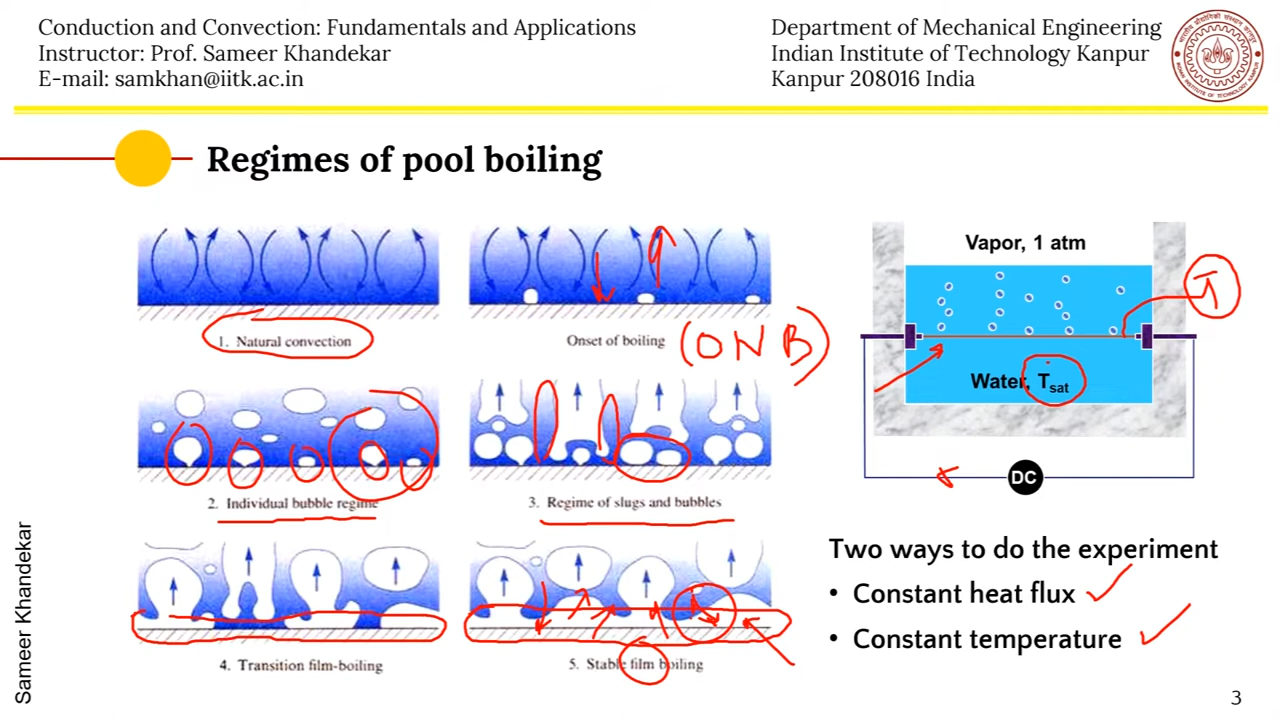 Conduction and Convection: Fundamentals and Applications
Instructor: Prof. Sameer Khandekar
E-mail: samkhan@iitk.ac.in
Department of Mechanical Engineering
Indian Institute of Technology Kanpur
Kanpur 208016 India
Regimes of pool boiling
1. Natural convection
Onset of boiling
(ONB)
2. Individual bubble regime
3. Regime of slugs and bubbles
4. Transition film-boiling
5. Stable film boiling
Vapor, 1 atm
T
Water, Tsat
DC
Two ways to do the experiment
• Constant heat flux
• Constant temperature
Sameer Khandekar
3